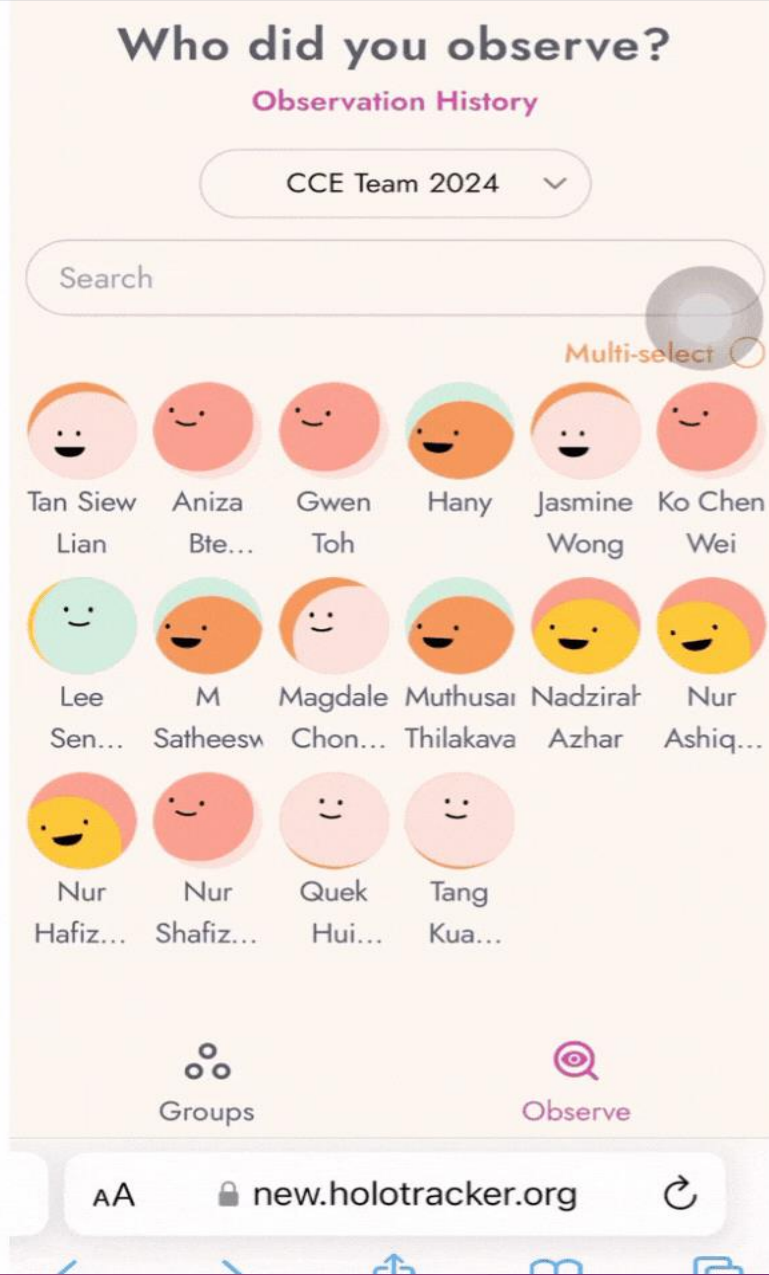 Who did you observe?
Observation History
CCE Team 2024
Search
Multi-select
Tan Siew Aniza Gwen Hany Jasmine Ko Chen
Lian Bte... Toh Wong Wei
Lee M Magdale Muthusa Nadzirah Nur
Sen... Satheesw Chon... Thilakava Azhar Ashiq...
Nur Nur Quek Tang
Hafiz... Shafiz... Hui... Kua...
Groups Observe
AA new.holotracker.org